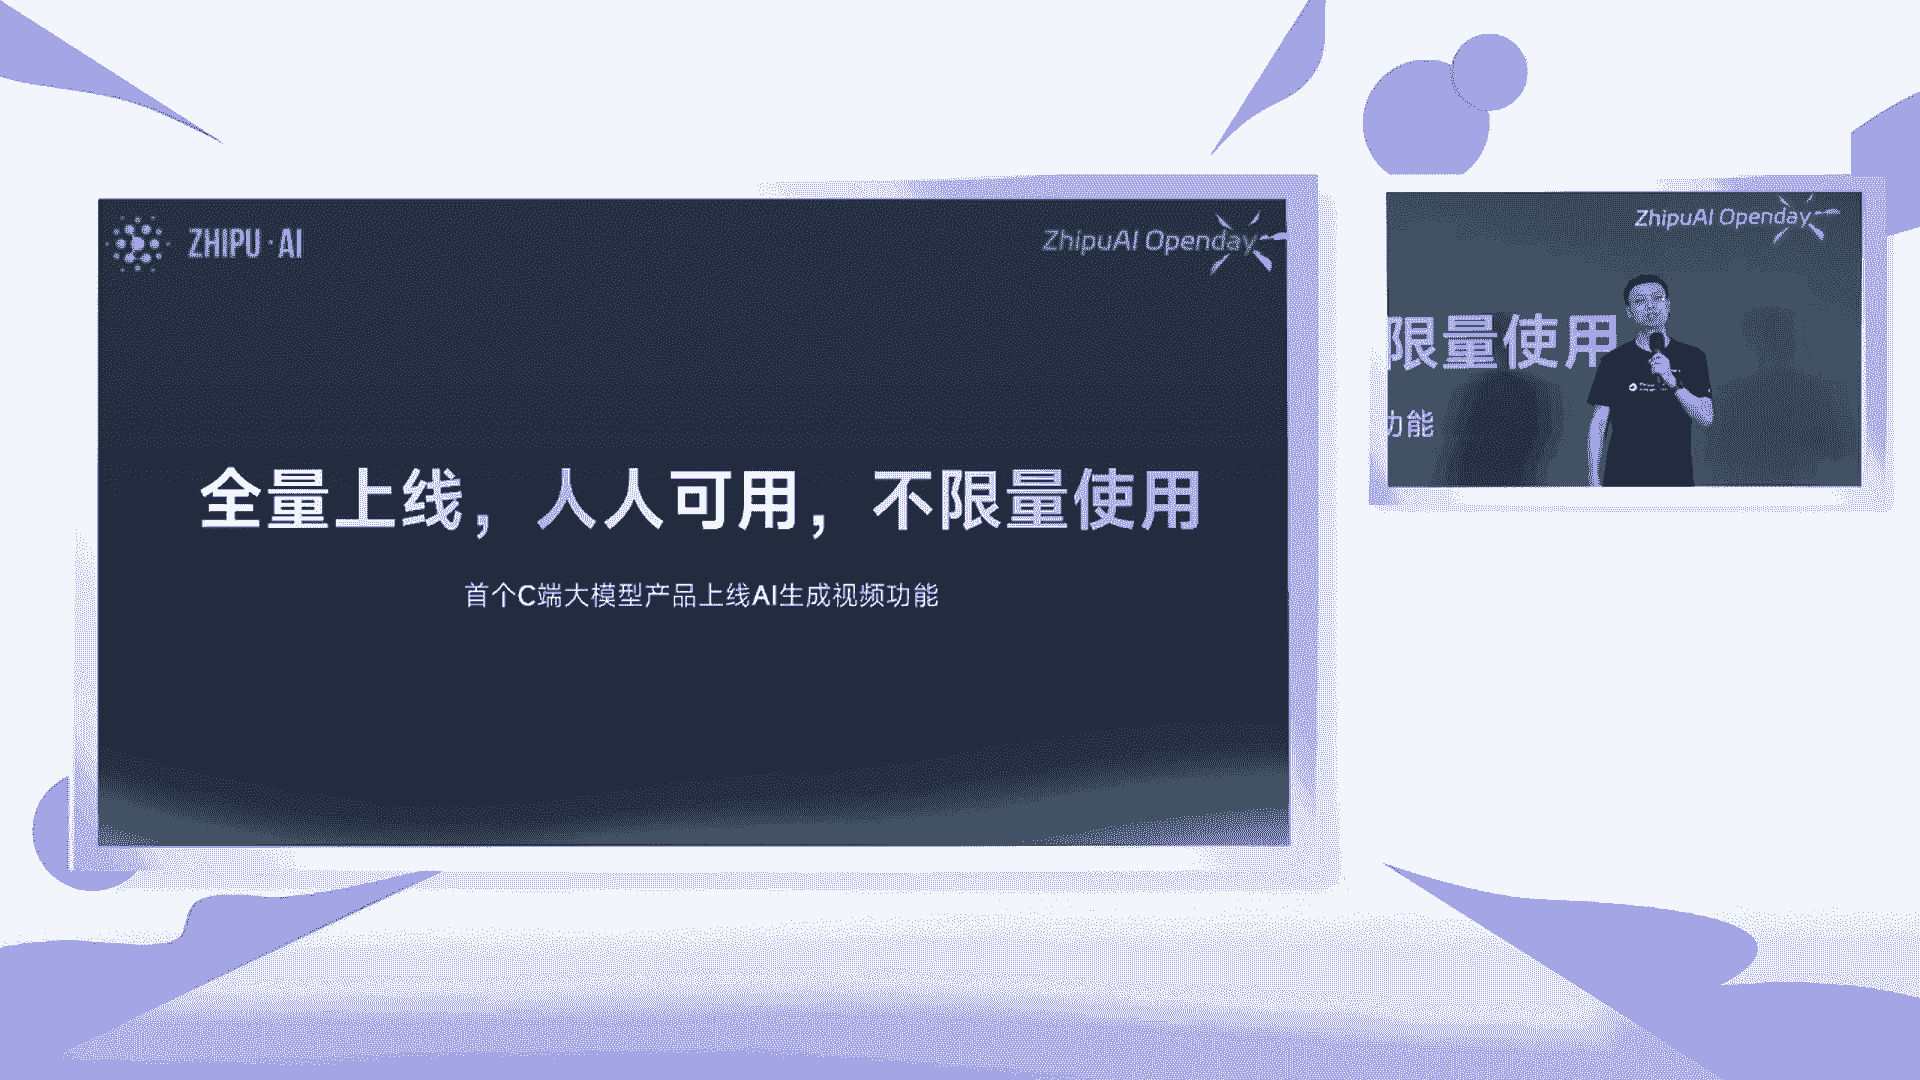 ZHIPU·AI
ZhipuAI Openday
全量上线，人人可用，不限量使用
首个C端大模型产品上线AI生成视频功能
ZhipuAI Openday
限量使用
功能